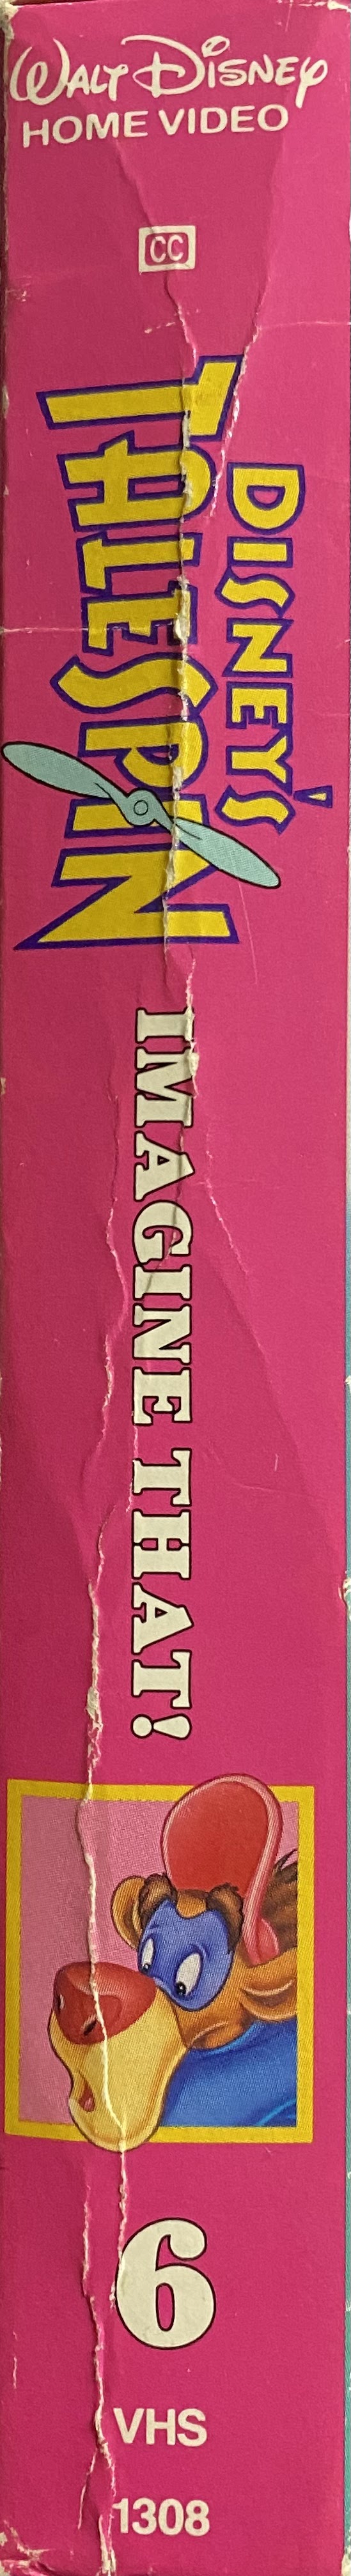 WALT DISNEY
HOME VIDEO
CC
DISNEY'S
TALESPIN
IMAGINE THAT!
6
VHS
1308